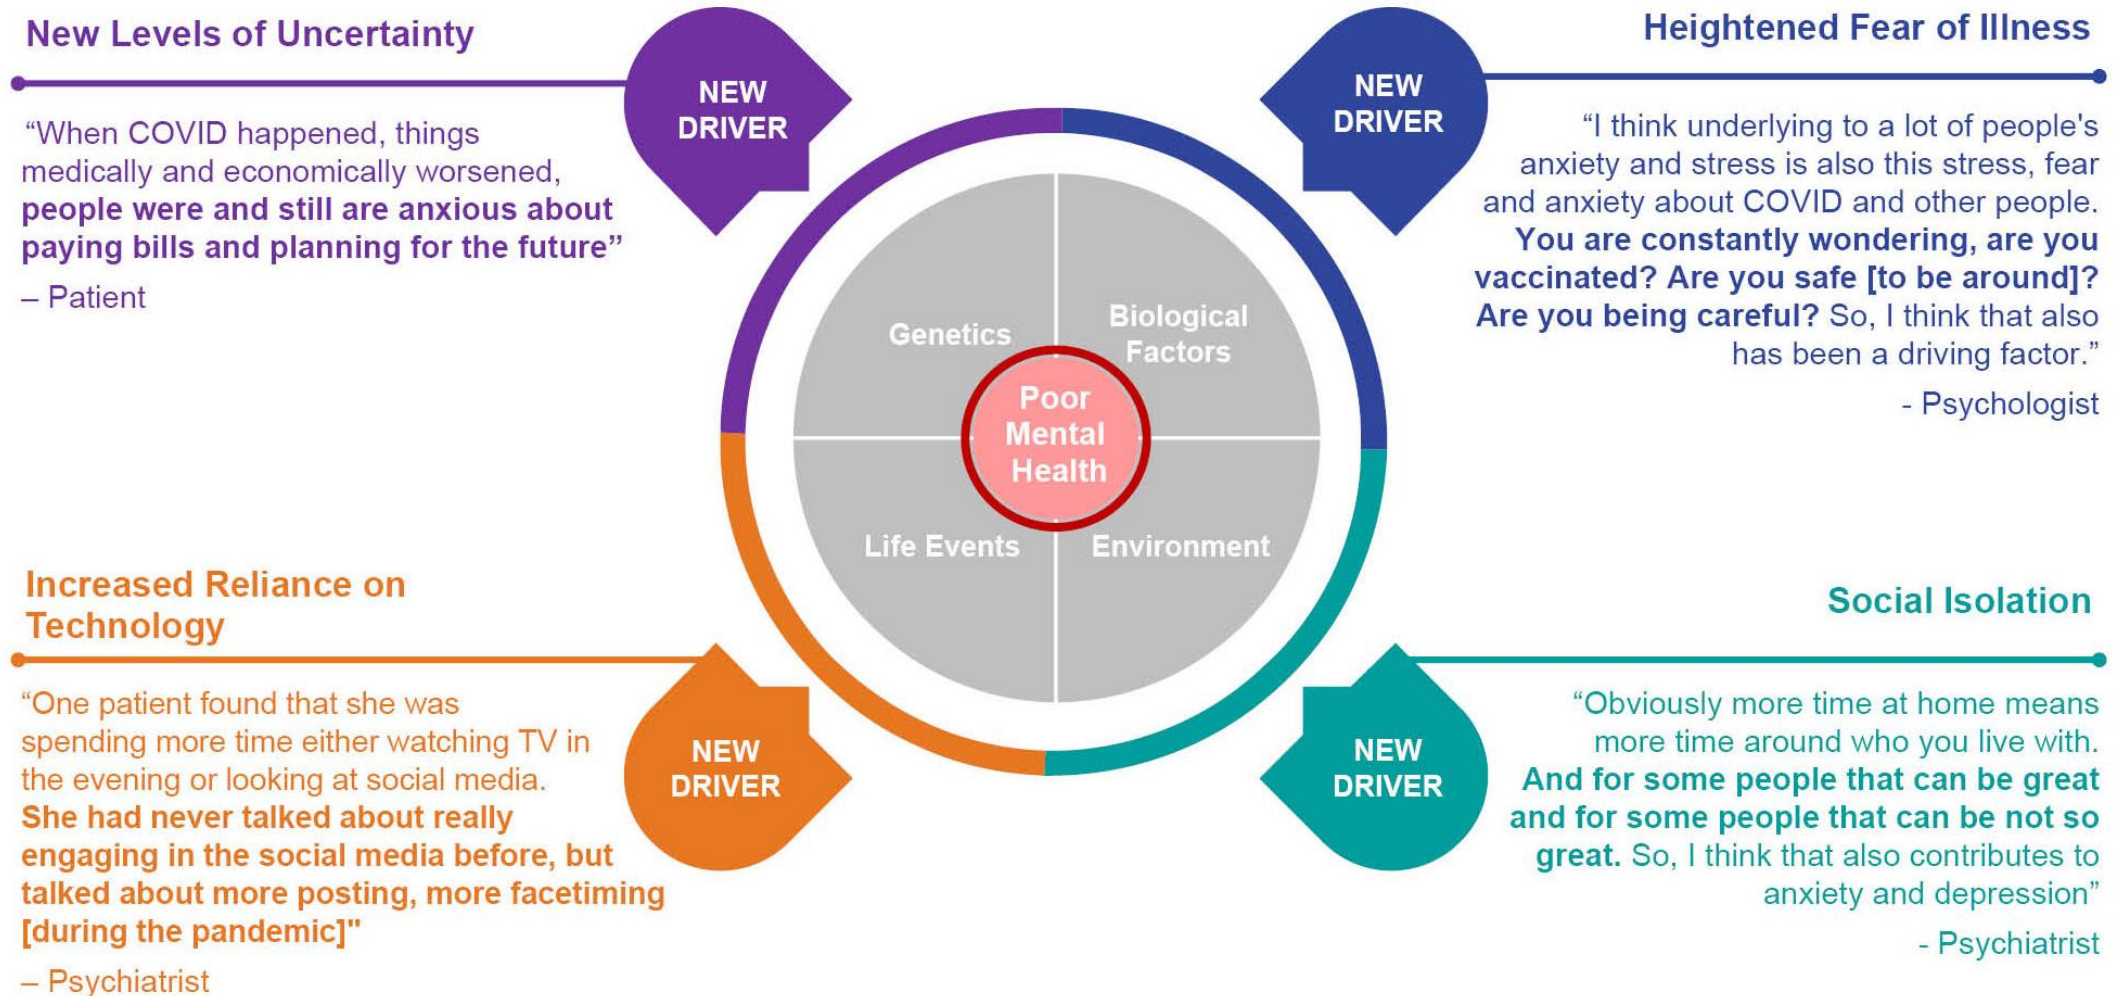 New Levels of Uncertainty
“When COVID happened, things
medically and economically worsened,
people were and still are anxious about
paying bills and planning for the future”
– Patient
NEW
DRIVER
Heightened Fear of Illness
“I think underlying to a lot of people's
anxiety and stress is also this stress, fear
and anxiety about COVID and other people.
You are constantly wondering, are you
vaccinated? Are you safe [to be around]?
Are you being careful? So, I think that also
has been a driving factor.”
- Psychologist
NEW
DRIVER
Genetics
Biological
Factors
Poor
Mental
Health
Life Events
Environment
Increased Reliance on
Technology
“One patient found that she was
spending more time either watching TV in
the evening or looking at social media.
She had never talked about really
engaging in the social media before, but
talked about more posting, more facetiming
[during the pandemic]"
– Psychiatrist
NEW
DRIVER
Social Isolation
“Obviously more time at home means
more time around who you live with.
And for some people that can be great
and for some people that can be not so
great. So, I think that also contributes to
anxiety and depression”
- Psychiatrist
NEW
DRIVER